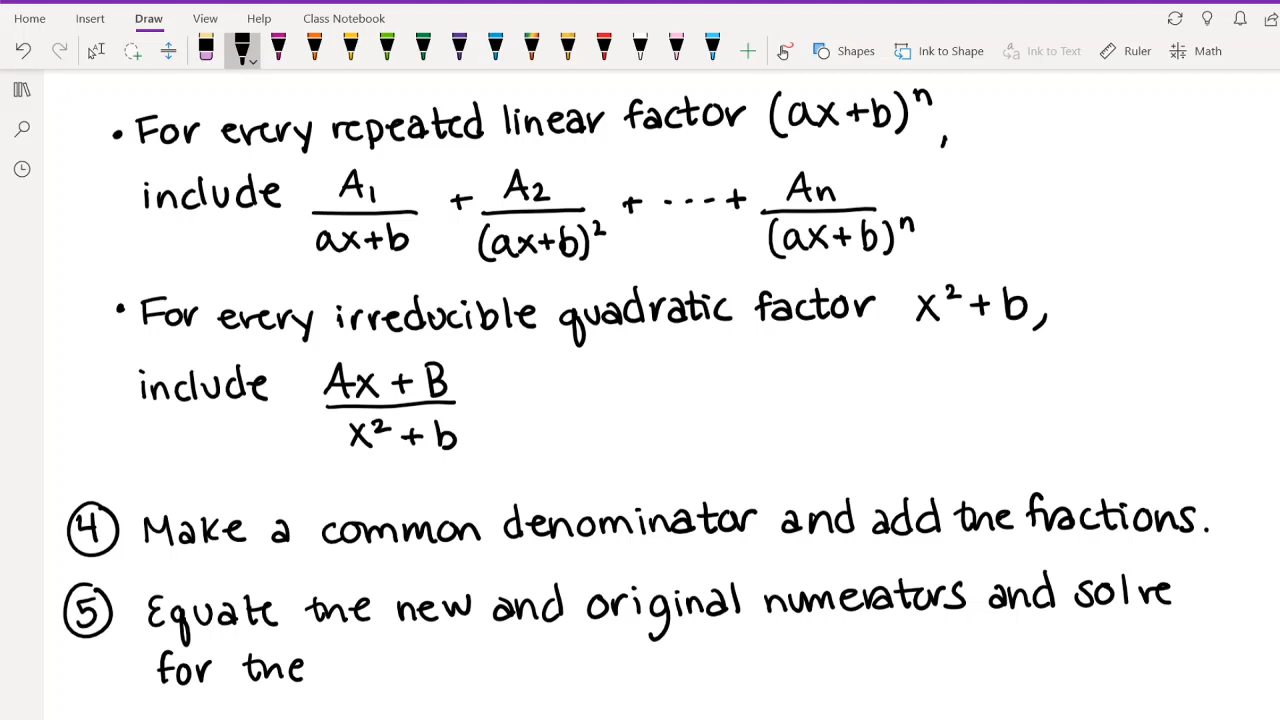 Home Insert Draw View Help Class Notebook
Shapes Ink to Shape Ink to Text Ruler Math
• For every repeated linear factor (ax+b)^n,
include A₁/(ax+b) + A₂/(ax+b)² + ... + An/(ax+b)^n
• For every irreducible quadratic factor x² + b,
include (Ax + B)/(x² + b)
④ Make a common denominator and add the fractions.
⑤ Equate the new and original numerators and solve
for the